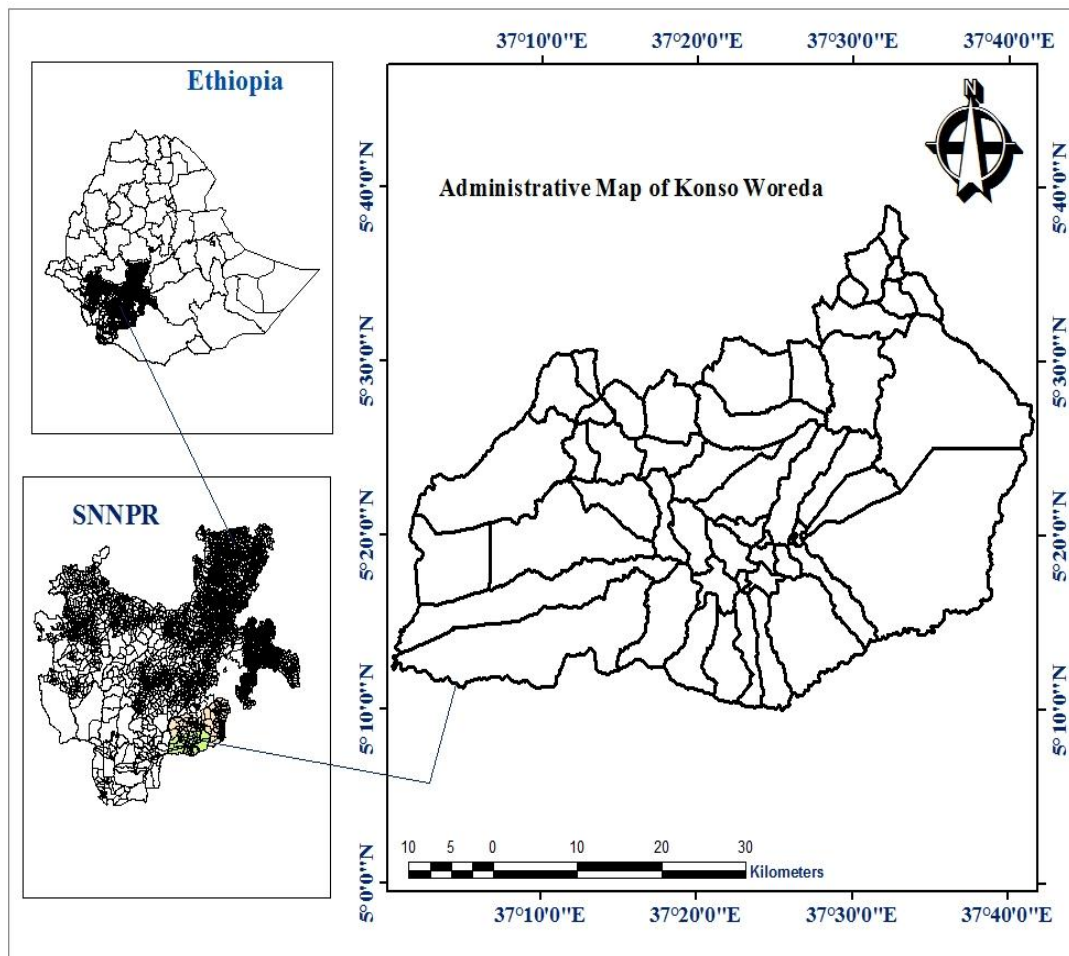 Ethiopia
SNNPR
37°10'0"E 37°20'0"E 37°30'0"E 37°40'0"E
N
Administrative Map of Konso Woreda
5°40'0"N 5°40'0"N
5°30'0"N 5°30'0"N
5°20'0"N 5°20'0"N
5°10'0"N 5°10'0"N
5°0'0"N 5°0'0"N
10 5 0 10 20 30
Kilometers
37°10'0"E 37°20'0"E 37°30'0"E 37°40'0"E